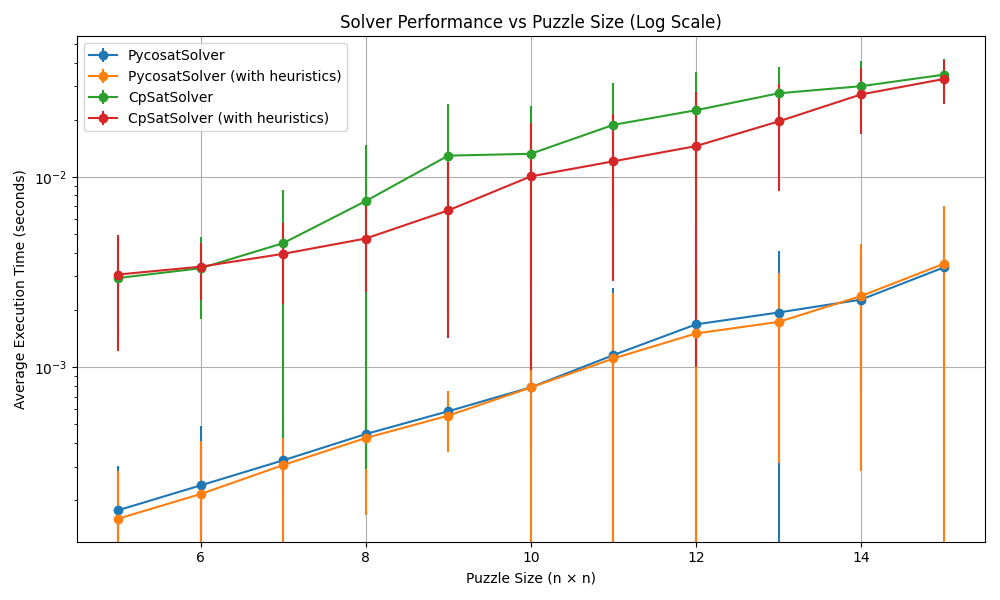 Solver Performance vs Puzzle Size (Log Scale)
PycosatSolver
PycosatSolver (with heuristics)
CpSatSolver
CpSatSolver (with heuristics)
Average Execution Time (seconds)
10⁻²
10⁻³
6 8 10 12 14
Puzzle Size (n × n)